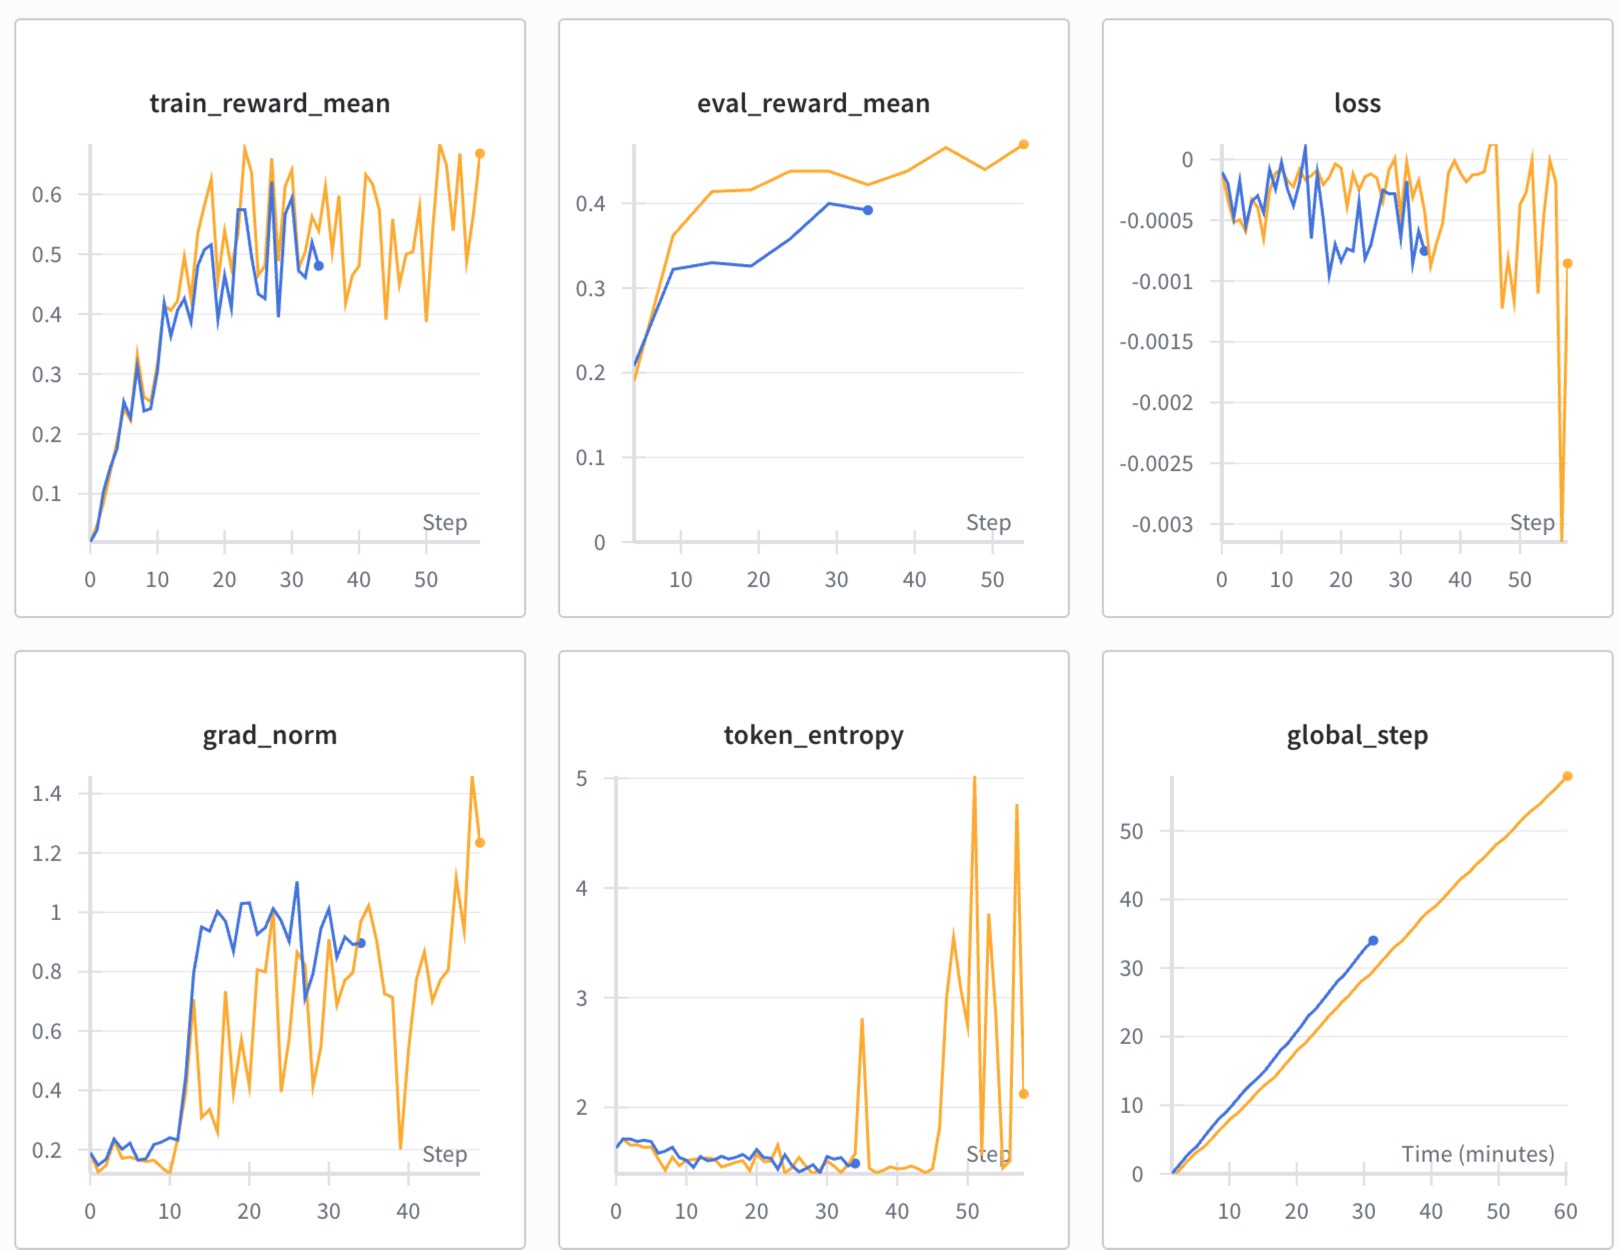 train_reward_mean
0.6
0.5
0.4
0.3
0.2
0.1
Step
0 10 20 30 40 50
eval_reward_mean
0.4
0.3
0.2
0.1
0
Step
10 20 30 40 50
loss
0
-0.0005
-0.001
-0.0015
-0.002
-0.0025
-0.003
Step
0 10 20 30 40 50
grad_norm
1.4
1.2
1
0.8
0.6
0.4
0.2
Step
0 10 20 30 40
token_entropy
5
4
3
2
Step
0 10 20 30 40 50
global_step
50
40
30
20
10
0
Time (minutes)
10 20 30 40 50 60